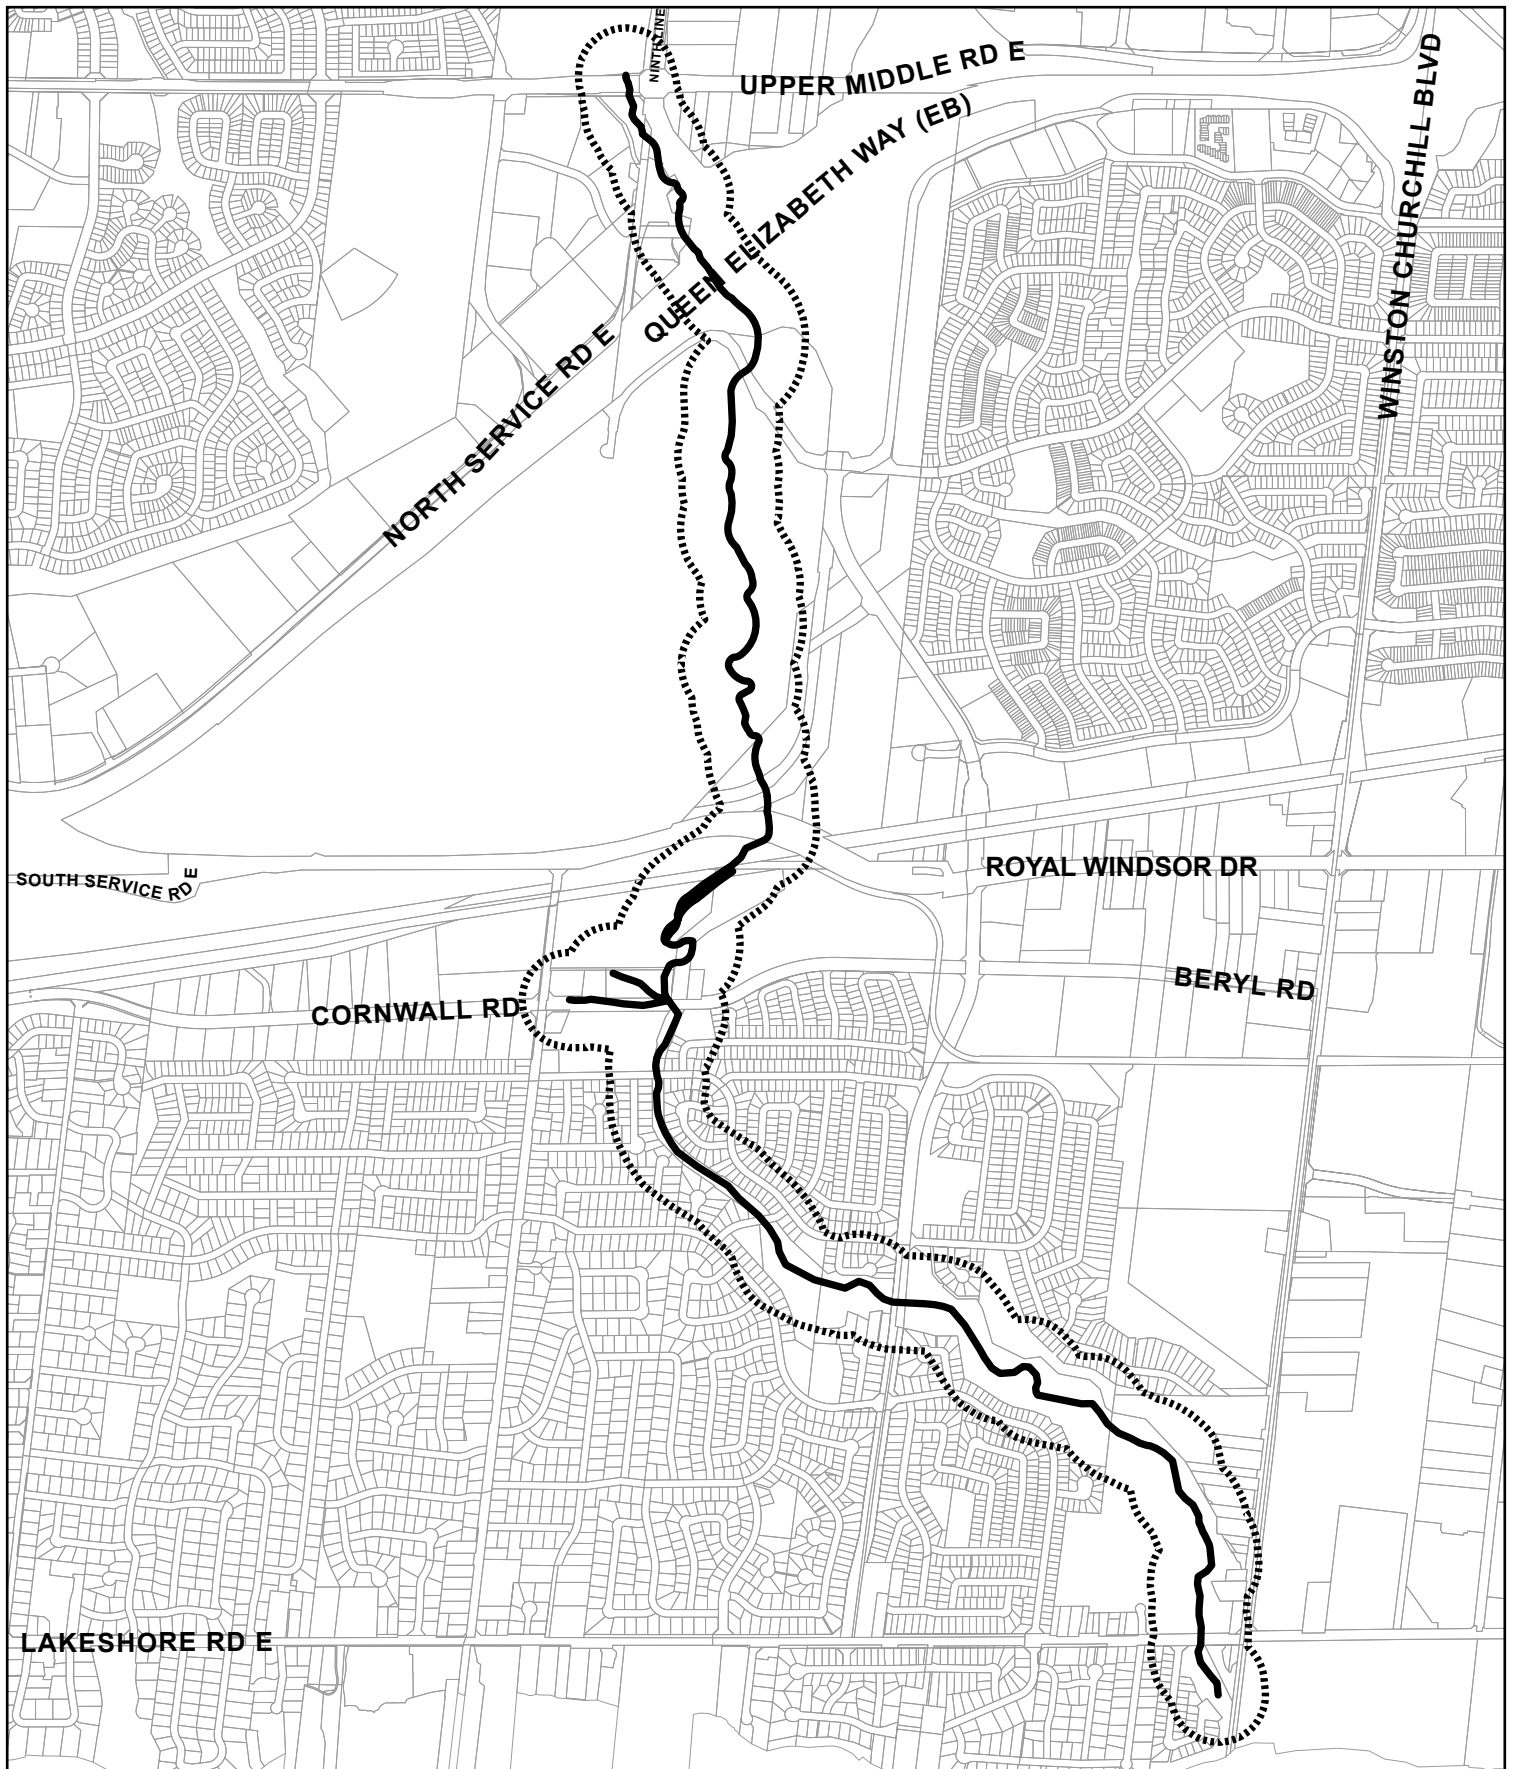 NINTH LINE
UPPER MIDDLE RD E
QUEEN ELIZABETH WAY (EB)
WINSTON CHURCHILL BLVD
NORTH SERVICE RD E
ROYAL WINDSOR DR
SOUTH SERVICE RD E
BERYL RD
CORNWALL RD
LAKESHORE RD E